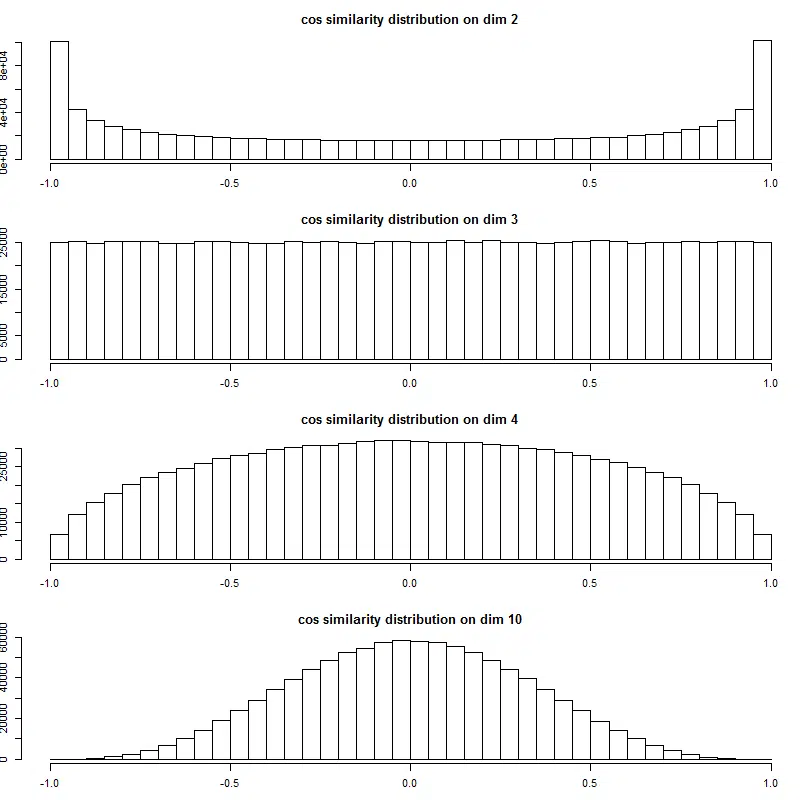 cos similarity distribution on dim 2
8e+04
4e+04
0e+00
-1.0 -0.5 0.0 0.5 1.0
cos similarity distribution on dim 3
25000
15000
5000
0
-1.0 -0.5 0.0 0.5 1.0
cos similarity distribution on dim 4
25000
10000
0
-1.0 -0.5 0.0 0.5 1.0
cos similarity distribution on dim 10
60000
40000
20000
0
-1.0 -0.5 0.0 0.5 1.0